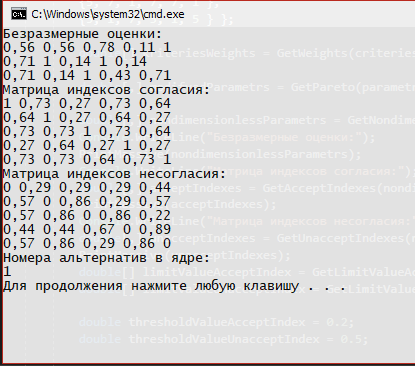 C:\Windows\system32\cmd.exe
Безразмерные оценки:
0,56 0,56 0,78 0,11 1
0,71 1 0,14 1 0,14
0,71 0,14 1 0,43 0,71
Матрица индексов согласия:
1 0,73 0,27 0,73 0,64
0,64 1 0,27 0,64 0,27
0,73 0,73 1 0,73 0,64
0,27 0,64 0,27 1 0,27
0,73 0,73 0,64 0,73 1
Матрица индексов несогласия:
0 0,29 0,29 0,29 0,44
0,57 0 0,86 0,29 0,57
0,57 0,86 0 0,86 0,22
0,44 0,44 0,67 0 0,89
0,57 0,86 0,29 0,86 0
Номера альтернатив в ядре:
1
Для продолжения нажмите любую клавишу . . .
double thresholdValueAcceptIndex = 0.2;
double thresholdValueUnacceptIndex = 0.5;